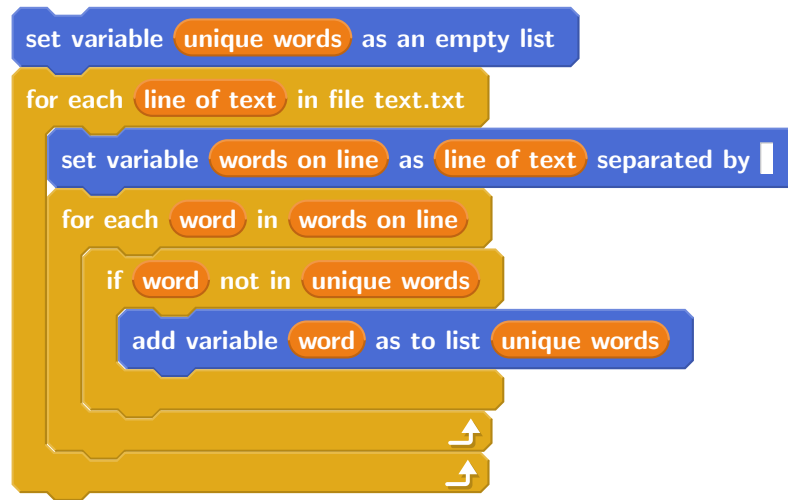 set variable unique words as an empty list
for each line of text in file text.txt
set variable words on line as line of text separated by
for each word in words on line
if word not in unique words
add variable word as to list unique words